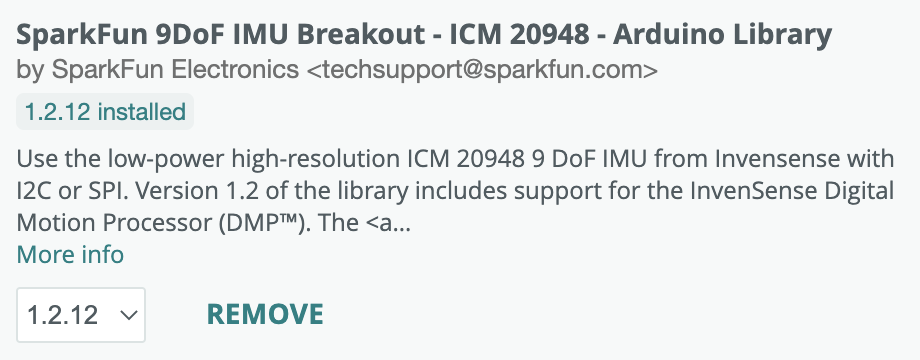 SparkFun 9DoF IMU Breakout - ICM 20948 - Arduino Library
by SparkFun Electronics <techsupport@sparkfun.com>
1.2.12 installed
Use the low-power high-resolution ICM 20948 9 DoF IMU from Invensense with
I2C or SPI. Version 1.2 of the library includes support for the InvenSense Digital
Motion Processor (DMP™). The <a...
More info
1.2.12 REMOVE